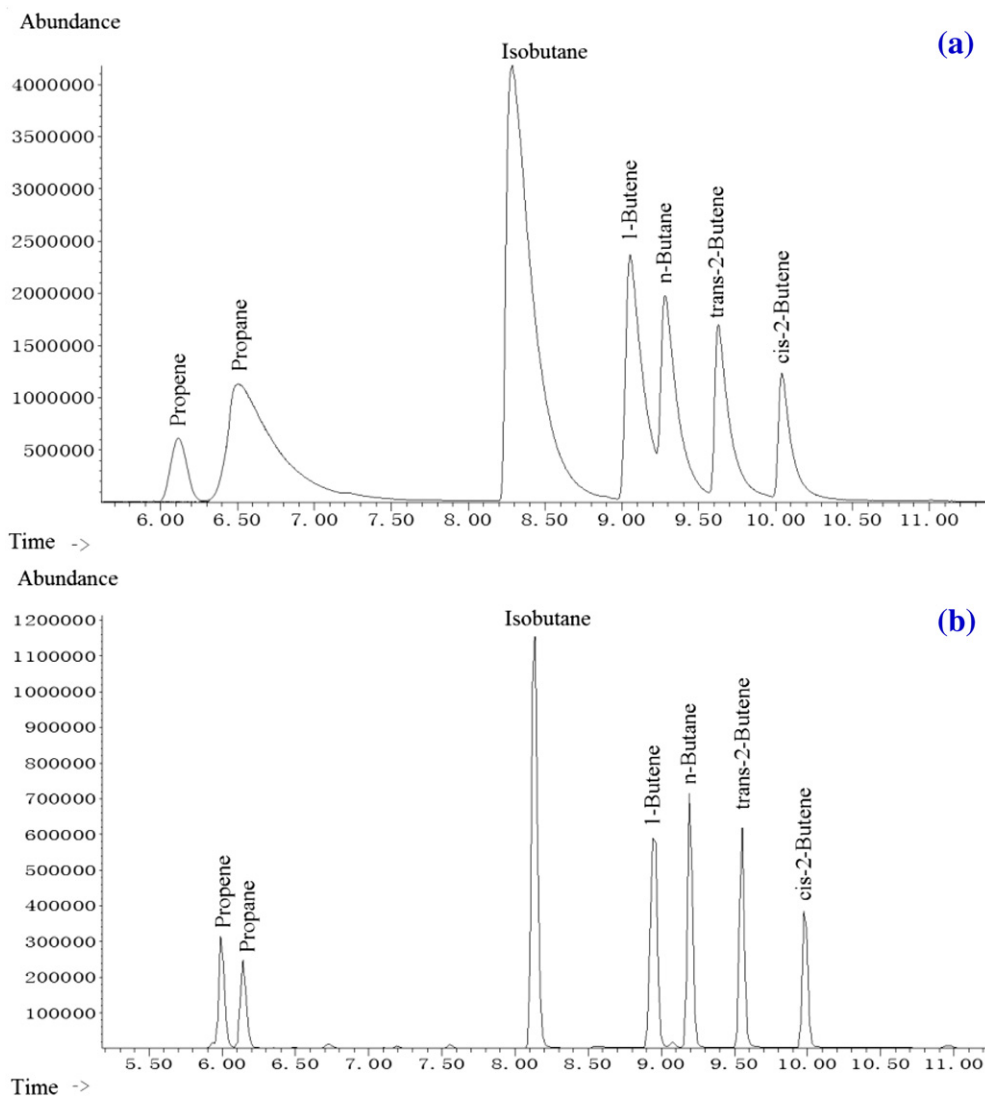 Abundance
(a)
Isobutane
4000000
3500000
3000000
2500000
2000000
1500000
1000000
500000
Propene
Propane
1-Butene
n-Butane
trans-2-Butene
cis-2-Butene
6.00 6.50 7.00 7.50 8.00 8.50 9.00 9.50 10.00 10.50 11.00
Time ->
Abundance
(b)
Isobutane
1200000
1100000
1000000
900000
800000
700000
600000
500000
400000
300000
200000
100000
Propene
Propane
1-Butene
n-Butane
trans-2-Butene
cis-2-Butene
5.50 6.00 6.50 7.00 7.50 8.00 8.50 9.00 9.50 10.00 10.50 11.00
Time ->